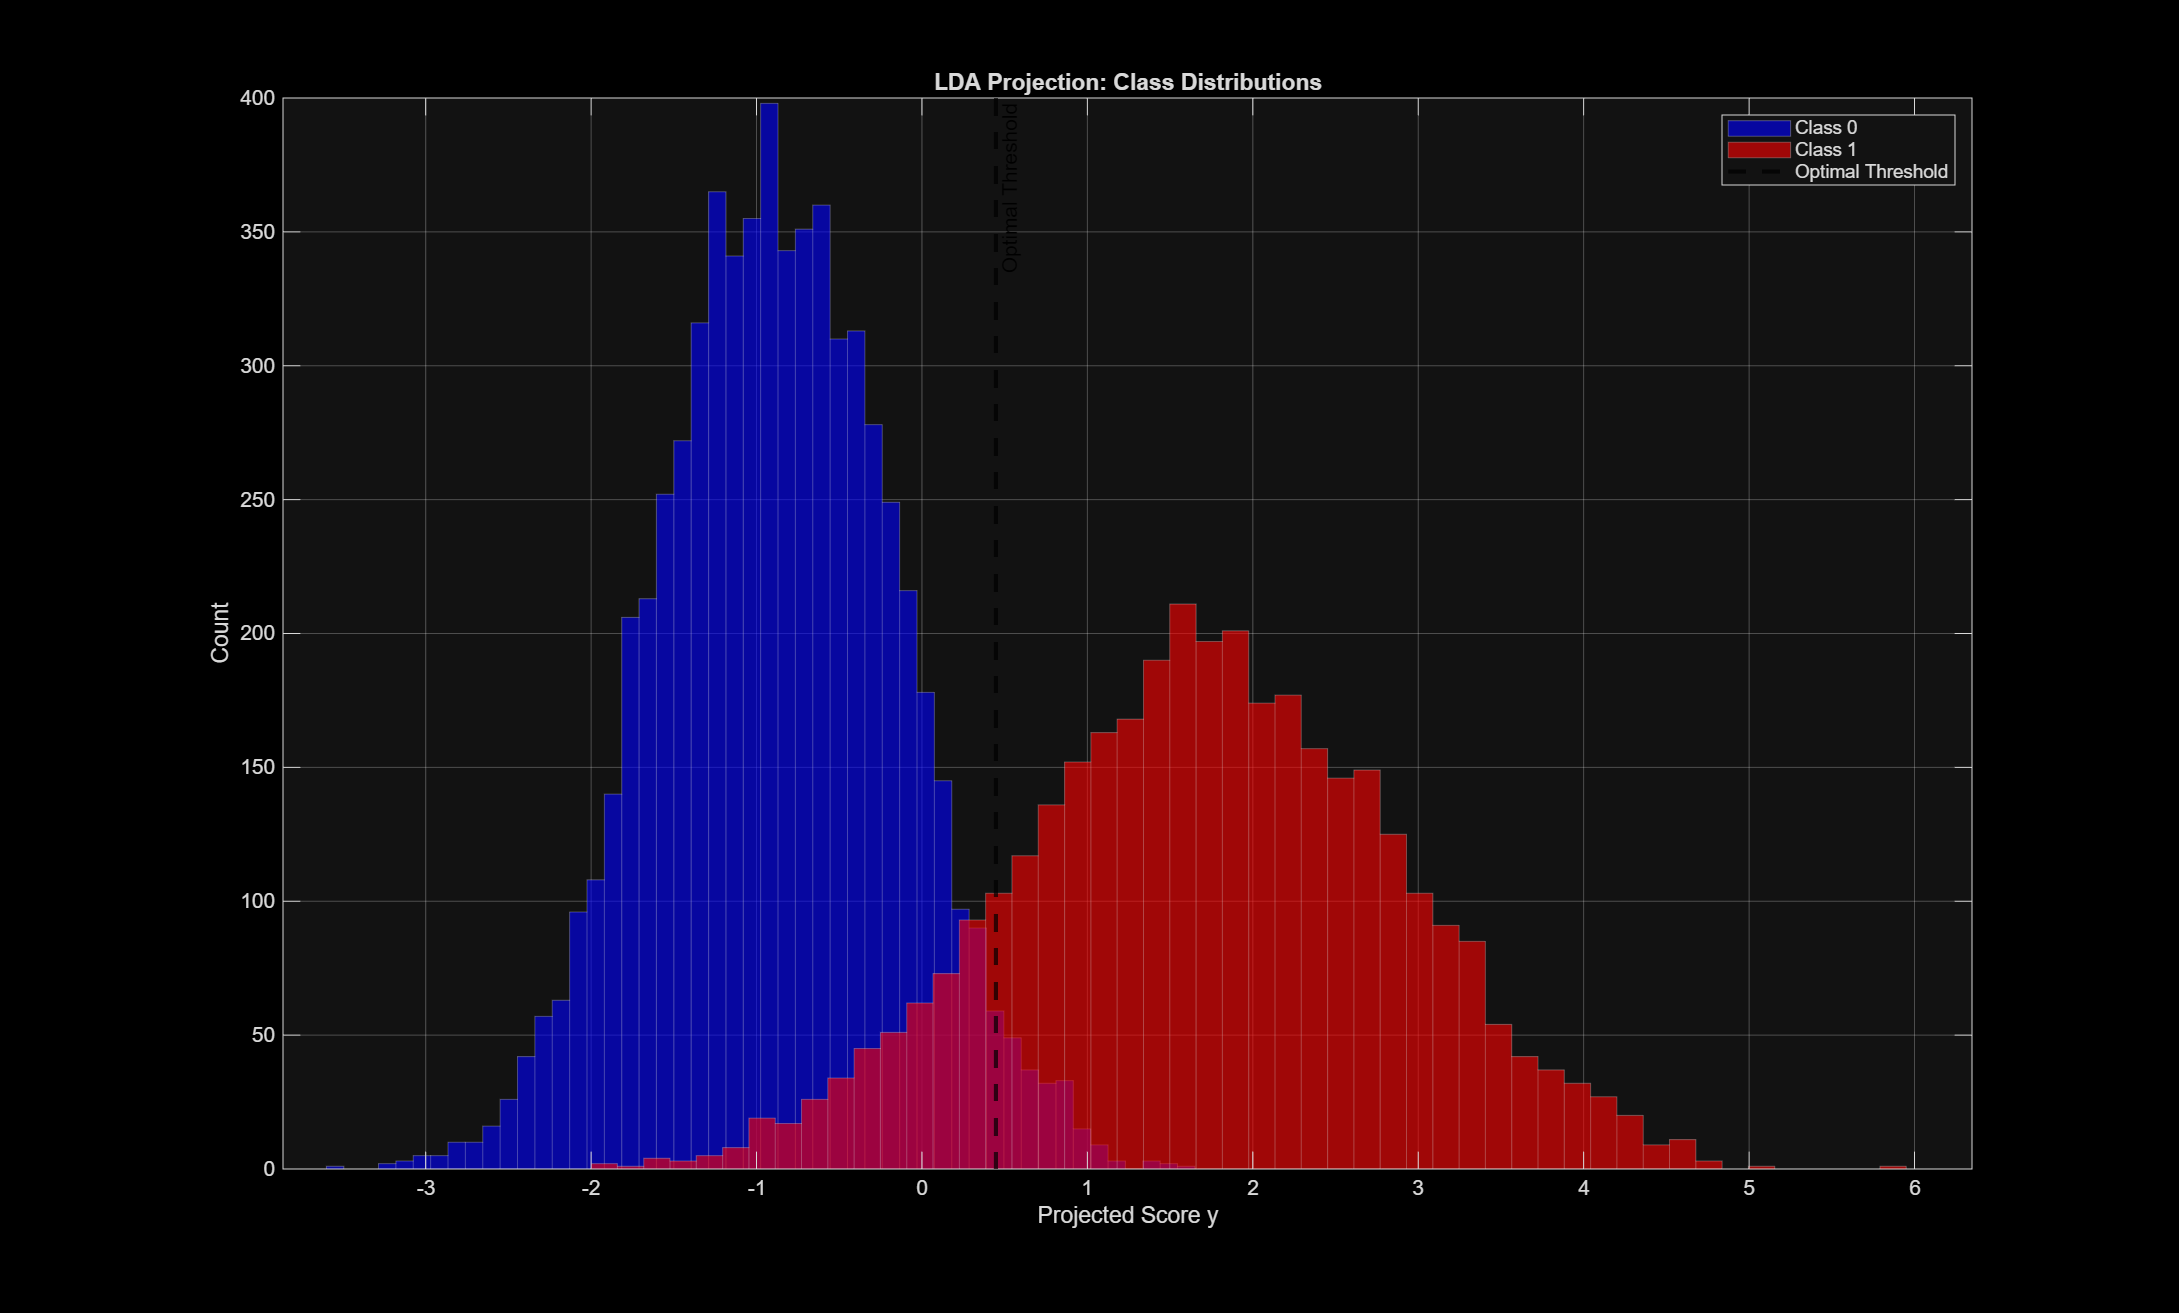 LDA Projection: Class Distributions
400
350
300
250
200
150
100
50
0
Count
Optimal Threshold
Class 0
Class 1
Optimal Threshold
-3 -2 -1 0 1 2 3 4 5 6
Projected Score y